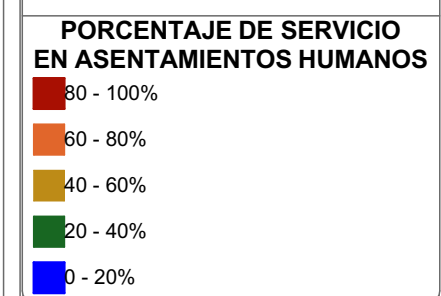 PORCENTAJE DE SERVICIO
EN ASENTAMIENTOS HUMANOS
80 - 100%
60 - 80%
40 - 60%
20 - 40%
0 - 20%